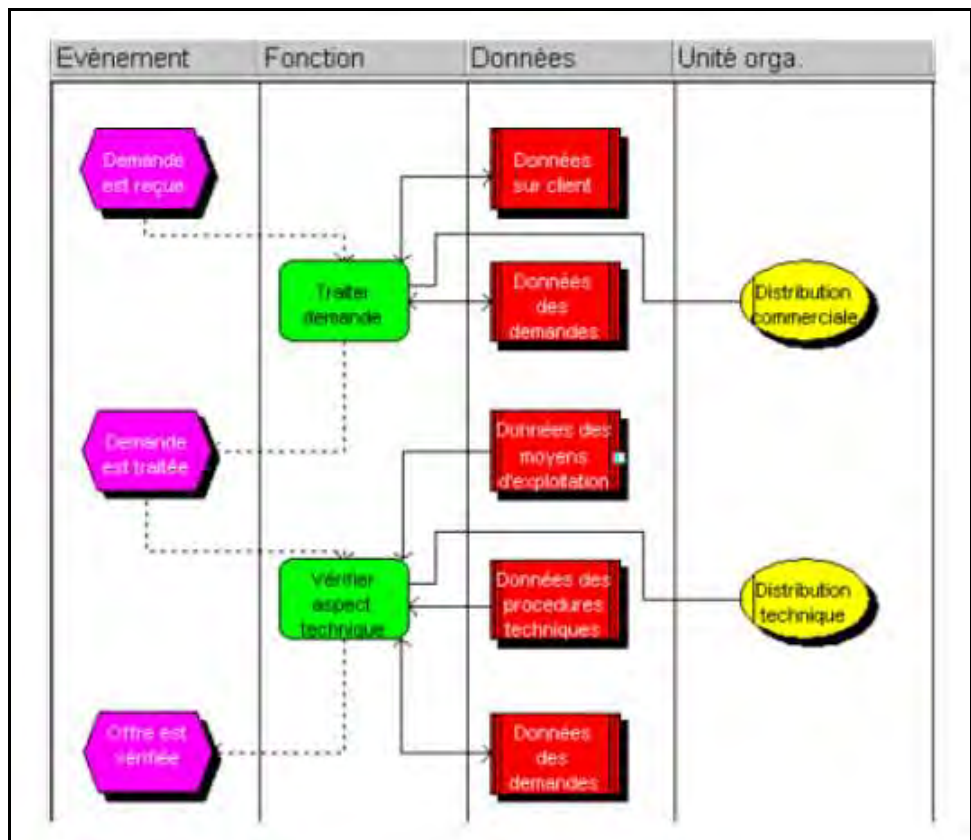 Evènement
Fonction
Données
Unité orga.
Demande
est reçue
Données
sur client
Traiter
demande
Données
des
demandes
Distribution
commerciale
Demande
est traitée
Données des
moyens
d'exploitation
Vérifier
aspect
technique
Données des
procedures
techniques
Distribution
technique
Offre est
vérifiée
Données
des
demandes